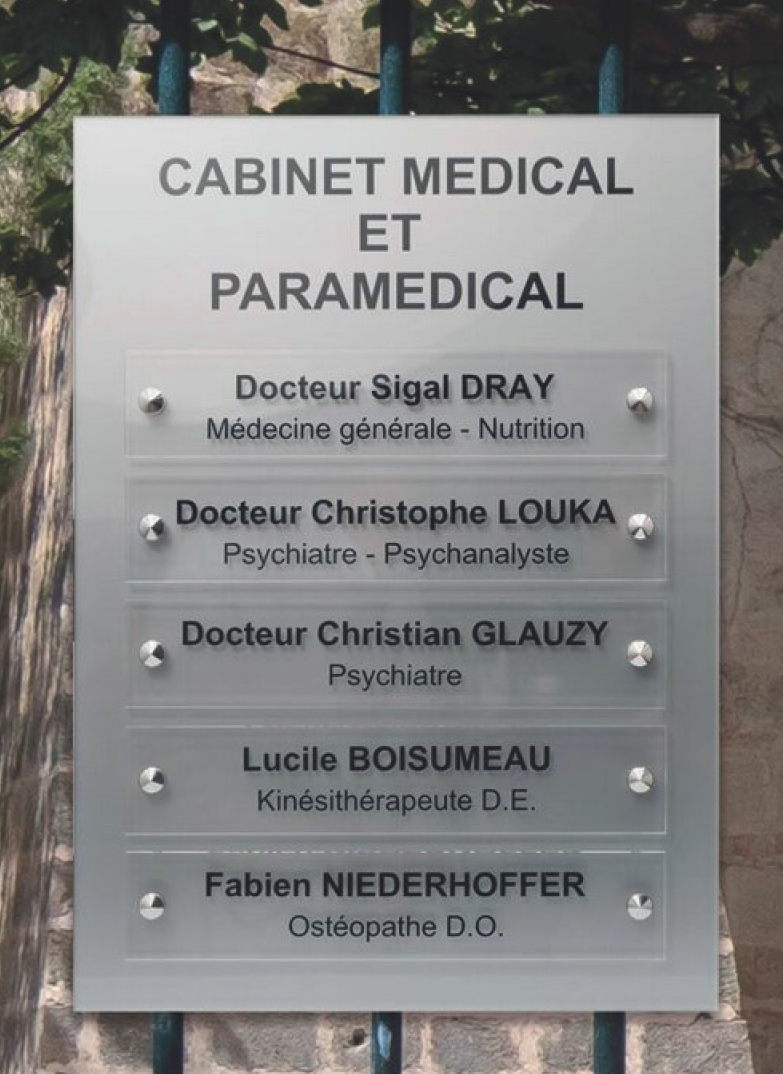 CABINET MEDICAL
ET
PARAMEDICAL
Docteur Sigal DRAY
Médecine générale - Nutrition
Docteur Christophe LOUKA
Psychiatre - Psychanalyste
Docteur Christian GLAUZY
Psychiatre
Lucile BOISUMEAU
Kinésithérapeute D.E.
Fabien NIEDERHOFFER
Ostéopathe D.O.